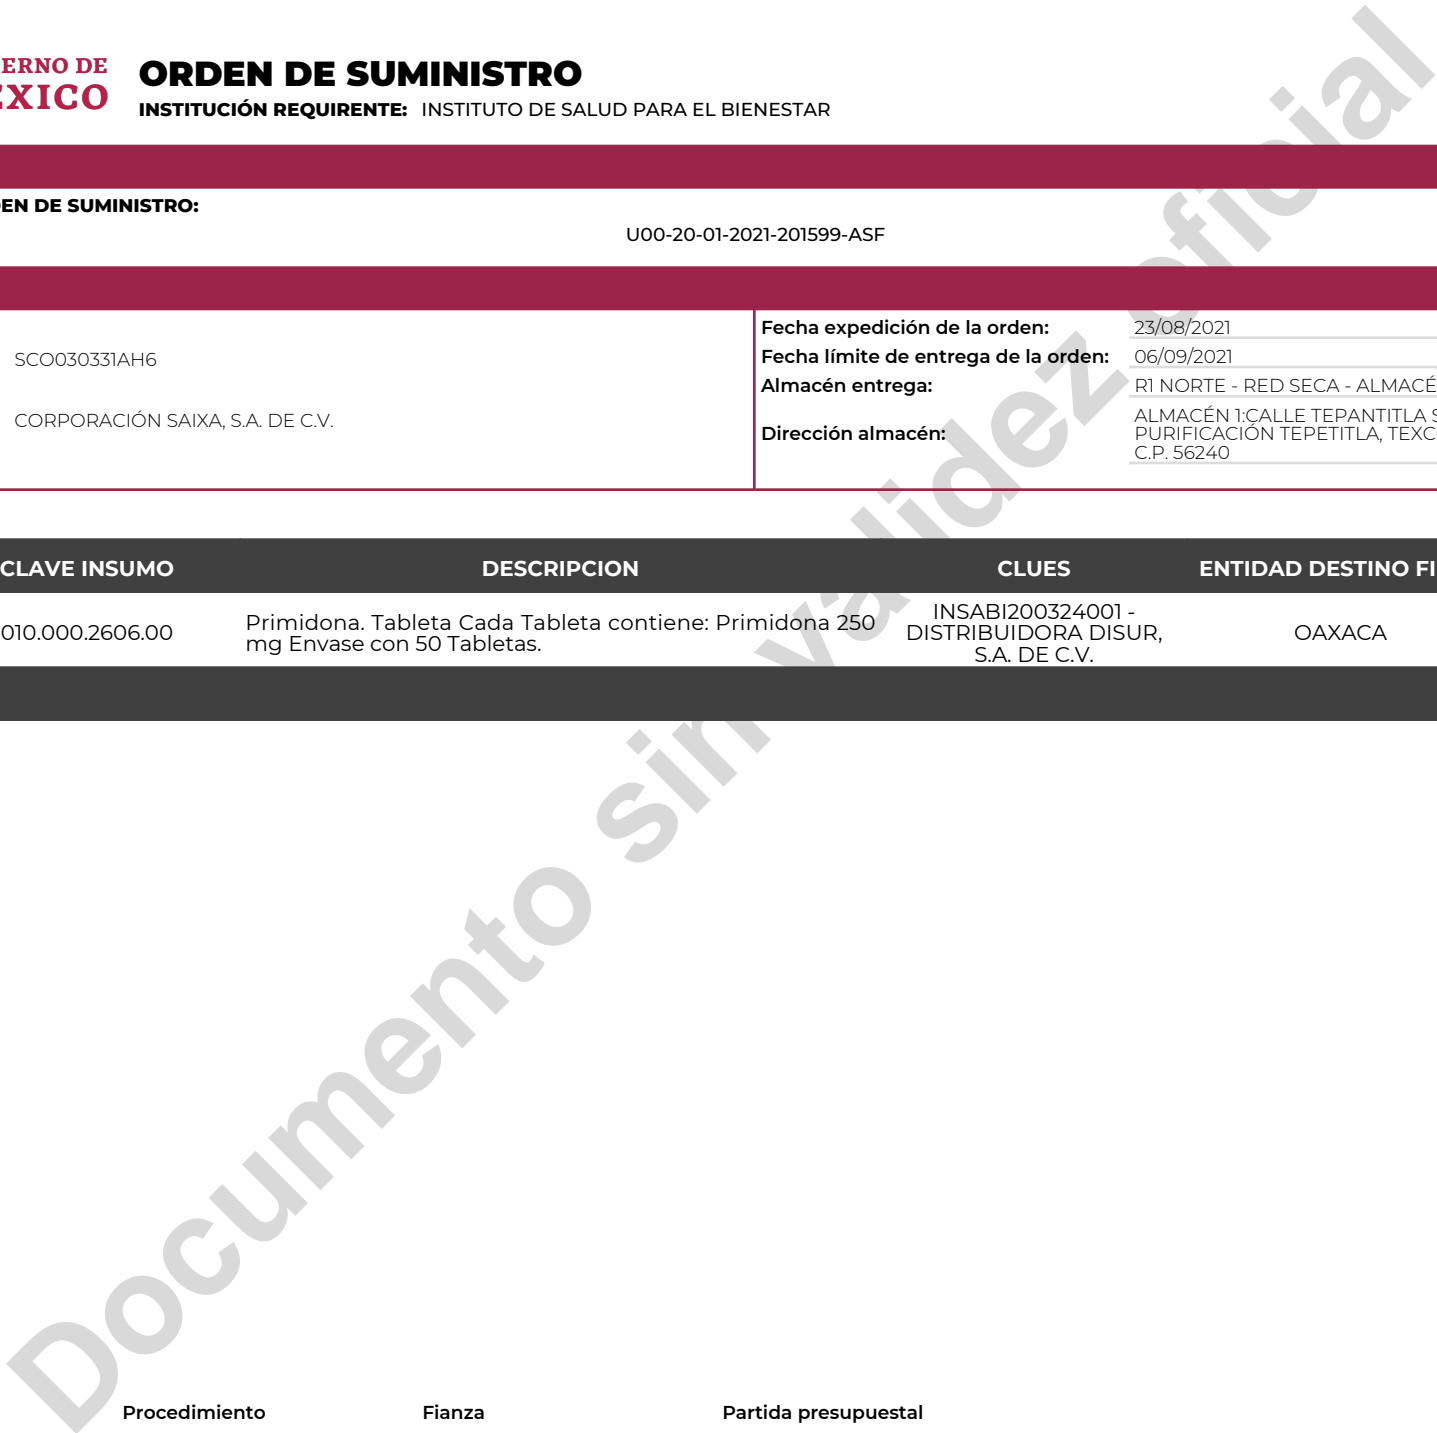 ERNO DE
ORDEN DE SUMINISTRO
EXICO
INSTITUCIÓN REQUIRENTE: INSTITUTO DE SALUD PARA EL BIENESTAR
EN DE SUMINISTRO:
U00-20-01-2021-201599-ASF
SCO030331AH6
CORPORACIÓN SAIXA, S.A. DE C.V.
Fecha expedición de la orden: 23/08/2021
Fecha límite de entrega de la orden: 06/09/2021
Almacén entrega: R1 NORTE - RED SECA - ALMACÉ
Dirección almacén: ALMACÉN 1:CALLE TEPANTITLA S
PURIFICACIÓN TEPETITLA, TEXC
C.P. 56240
CLAVE INSUMO DESCRIPCION CLUES ENTIDAD DESTINO FI
010.000.2606.00
Primidona. Tableta Cada Tableta contiene: Primidona 250
mg Envase con 50 Tabletas.
INSABI200324001 -
DISTRIBUIDORA DISUR,
S.A. DE C.V.
OAXACA
Documento sin validez oficial
Procedimiento Fianza Partida presupuestal